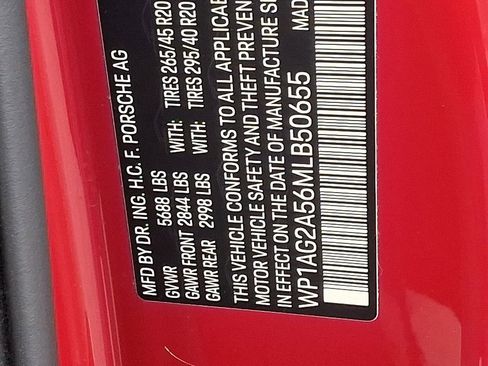 MFD BY DR. ING. H.C. F. PORSCHE AG
GVWR 5688 LBS
GAWR FRONT 2844 LBS WITH: TIRES 265/45 R20
GAWR REAR 2998 LBS WITH: TIRES 295/40 R20
THIS VEHICLE CONFORMS TO ALL APPLICAB
MOTOR VEHICLE SAFETY AND THEFT PREVEN
IN EFFECT ON THE DATE OF MANUFACTURE
WP1AG2A56MLB50655 MAD